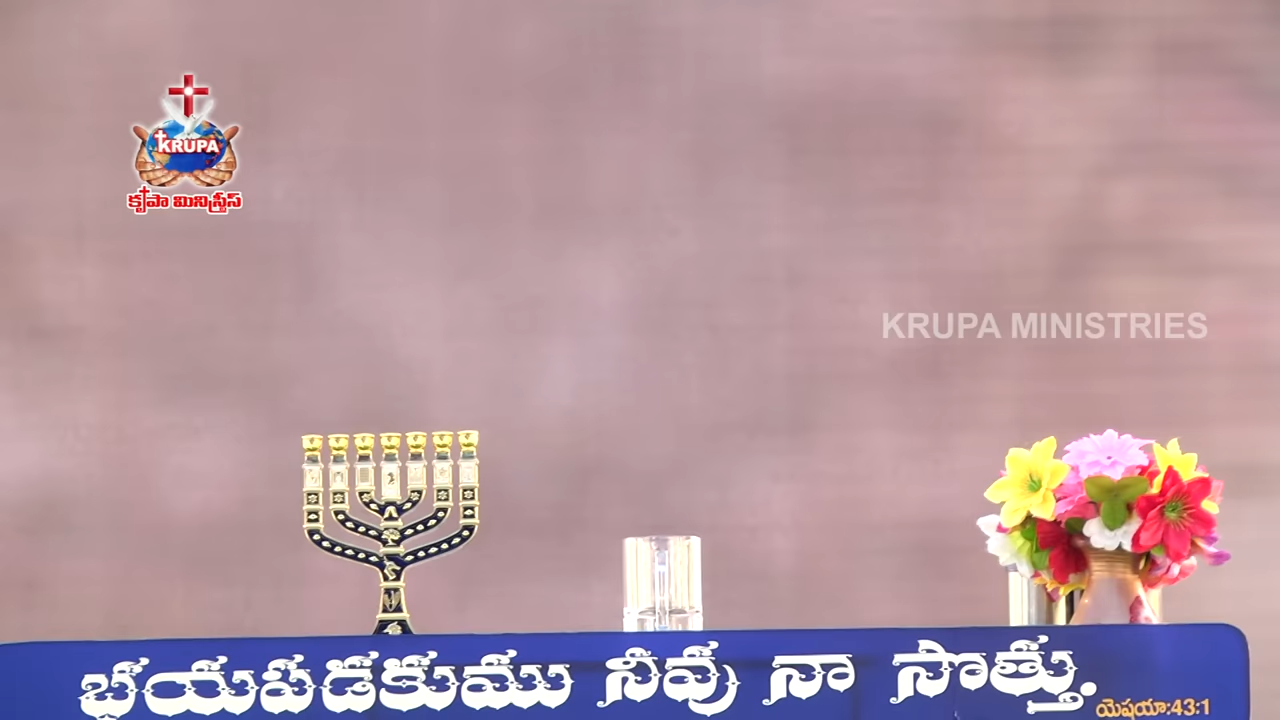 KRUPA
కృపా మినిస్ట్రీస్
KRUPA MINISTRIES
భయపడకుము నీవు నా సొత్తు.
యెషయా:43:1